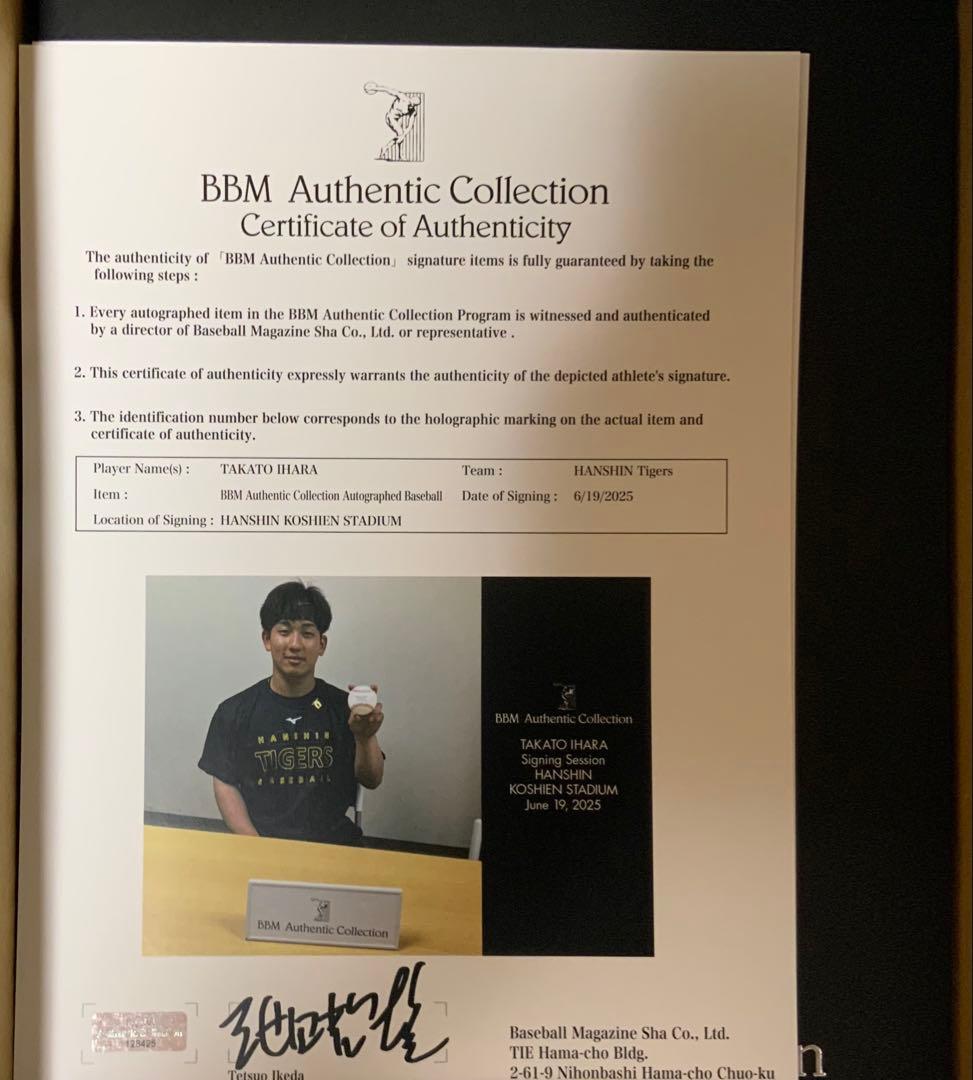 BBM Authentic Collection
Certificate of Authenticity
The authenticity of 「BBM Authentic Collection」 signature items is fully guaranteed by taking the
following steps :
1. Every autographed item in the BBM Authentic Collection Program is witnessed and authenticated
by a director of Baseball Magazine Sha Co., Ltd. or representative .
2. This certificate of authenticity expressly warrants the authenticity of the depicted athlete's signature.
3. The identification number below corresponds to the holographic marking on the actual item and
certificate of authenticity.
Player Name(s) : TAKATO IHARA Team : HANSHIN Tigers
Item : BBM Authentic Collection Autographed Baseball Date of Signing : 6/19/2025
Location of Signing : HANSHIN KOSHIEN STADIUM
HANSHIN
TIGERS
BASEBALL
BBM Authentic Collection
TAKATO IHARA
Signing Session
HANSHIN
KOSHIEN STADIUM
June 19, 2025
BBM Authentic Collection
Tetsuo Ikeda
Baseball Magazine Sha Co., Ltd.
TIE Hama-cho Bldg.
2-61-9 Nihonbashi Hama-cho Chuo-ku
n